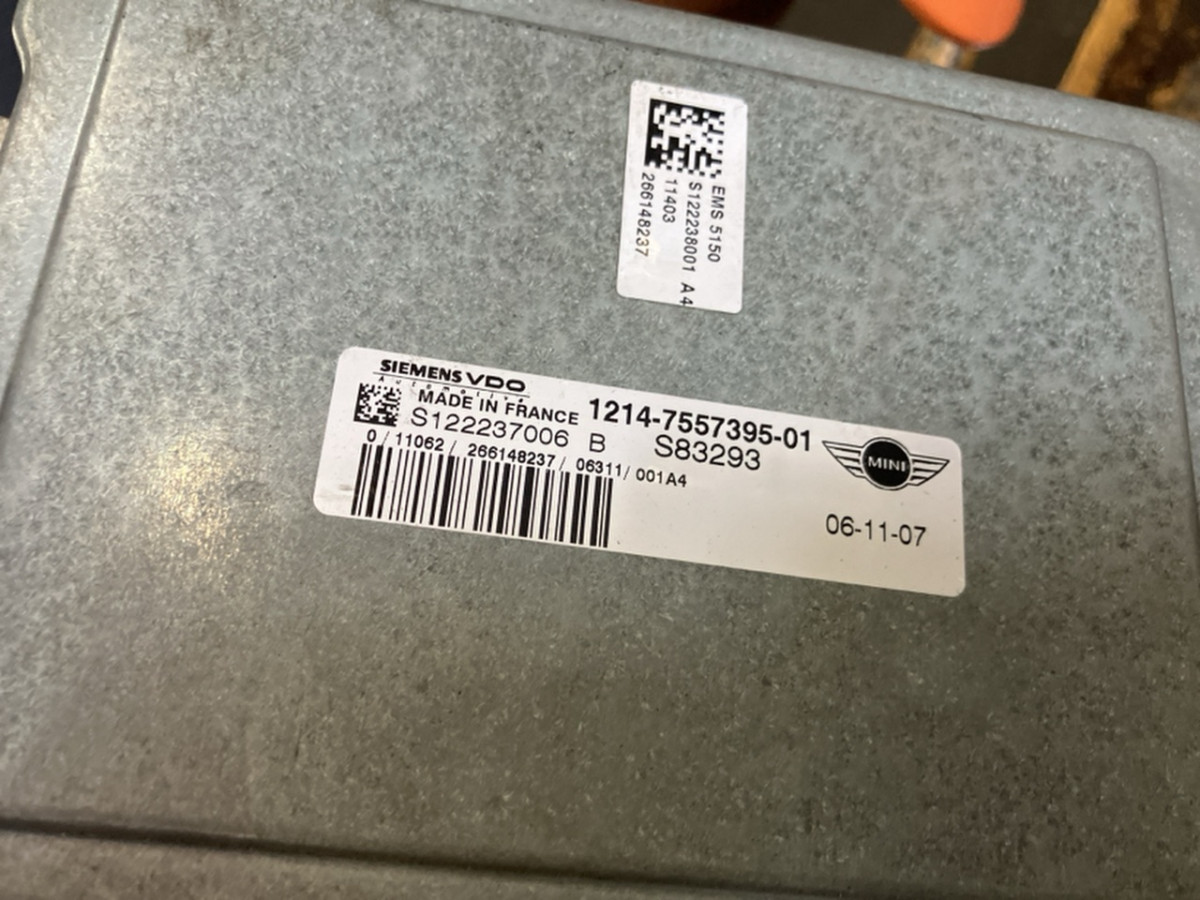 EMS 5150
S122238001 A4
11403
266148237
SIEMENS VDO
Automotive
MADE IN FRANCE 1214-7557395-01
S122237006 B S83293
0/11062/ 266148237/ 06311/ 001A4
MINI
06-11-07